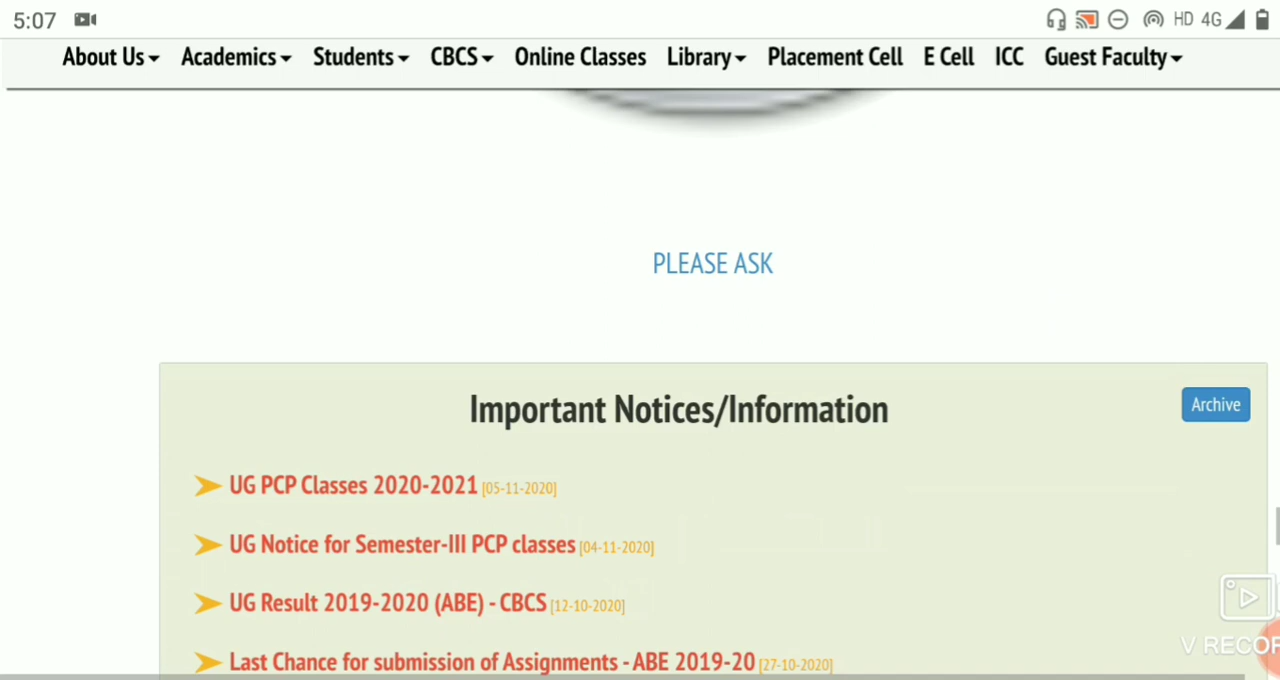 5:07 HD 4G
About Us Academics Students CBCS Online Classes Library Placement Cell E Cell ICC Guest Faculty
PLEASE ASK
Important Notices/Information Archive
UG PCP Classes 2020-2021 [05-11-2020]
UG Notice for Semester-III PCP classes [04-11-2020]
UG Result 2019-2020 (ABE) - CBCS [12-10-2020]
V RECOR
Last Chance for submission of Assignments - ABE 2019-20 [27-10-2020]